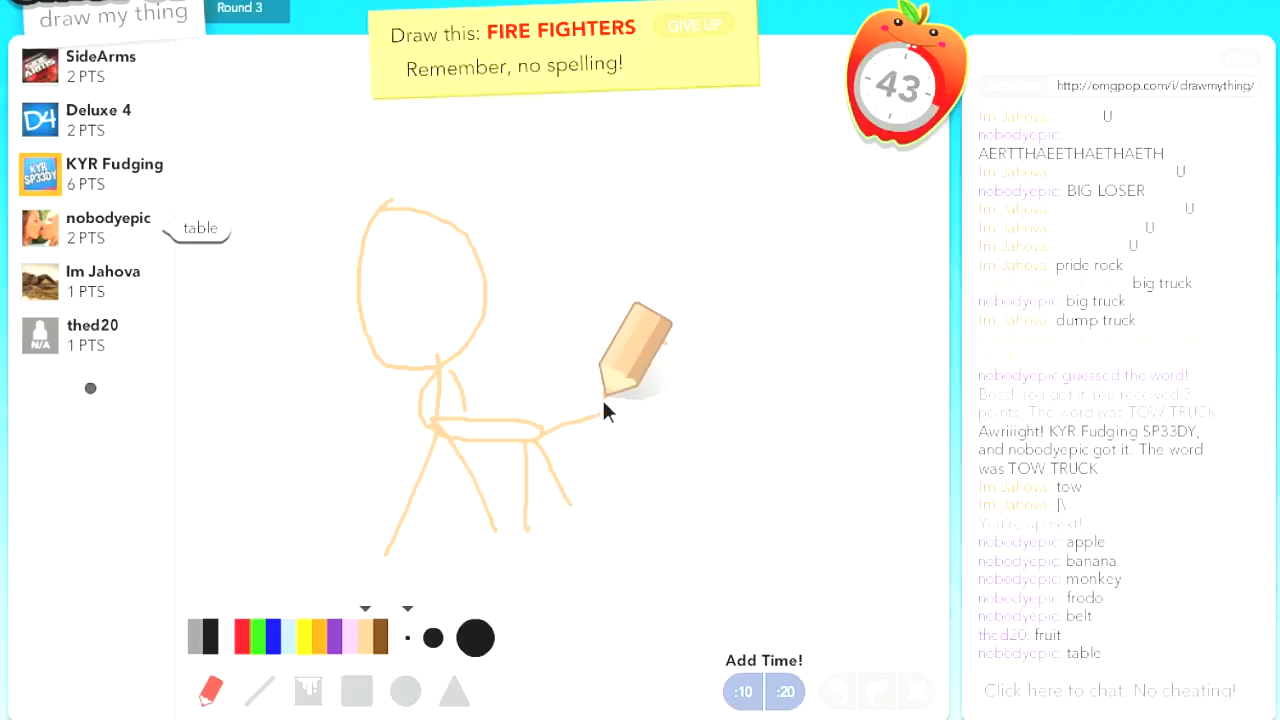 draw my thing
Round 3
Draw this: FIRE FIGHTERS
GIVE UP
Remember, no spelling!
43
SideArms
2 PTS
Deluxe 4
2 PTS
KYR Fudging
6 PTS
nobodyepic
2 PTS
table
Im Jahova
1 PTS
thed20
N/A
1 PTS
D4
KYR
SP33DY
http://omgpop.com/i/drawmything/
Im Jahova: U
nobodyepic:
AERTTHAEETHAETHAETH
Im Jahova: U
nobodyepic: BIG LOSER
Im Jahova: U
Im Jahova: U
Im Jahova: U
Im Jahova: pride rock
big truck
nobodyepic: big truck
Im Jahova: dump truck
nobodyepic guessed the word!
Boss! You got it You received 3
points. The word was TOW TRUCK
Awriiight! KYR Fudging SP33DY,
and nobodyepic got it. The word
was TOW TRUCK
Im Jahova: tow
Im Jahova: ]\
You're up next!
nobodyepic: apple
nobodyepic: banana
nobodyepic: monkey
nobodyepic: frodo
nobodyepic: belt
thed20: fruit
nobodyepic: table
Click here to chat. No cheating!
Add Time!
:10
:20